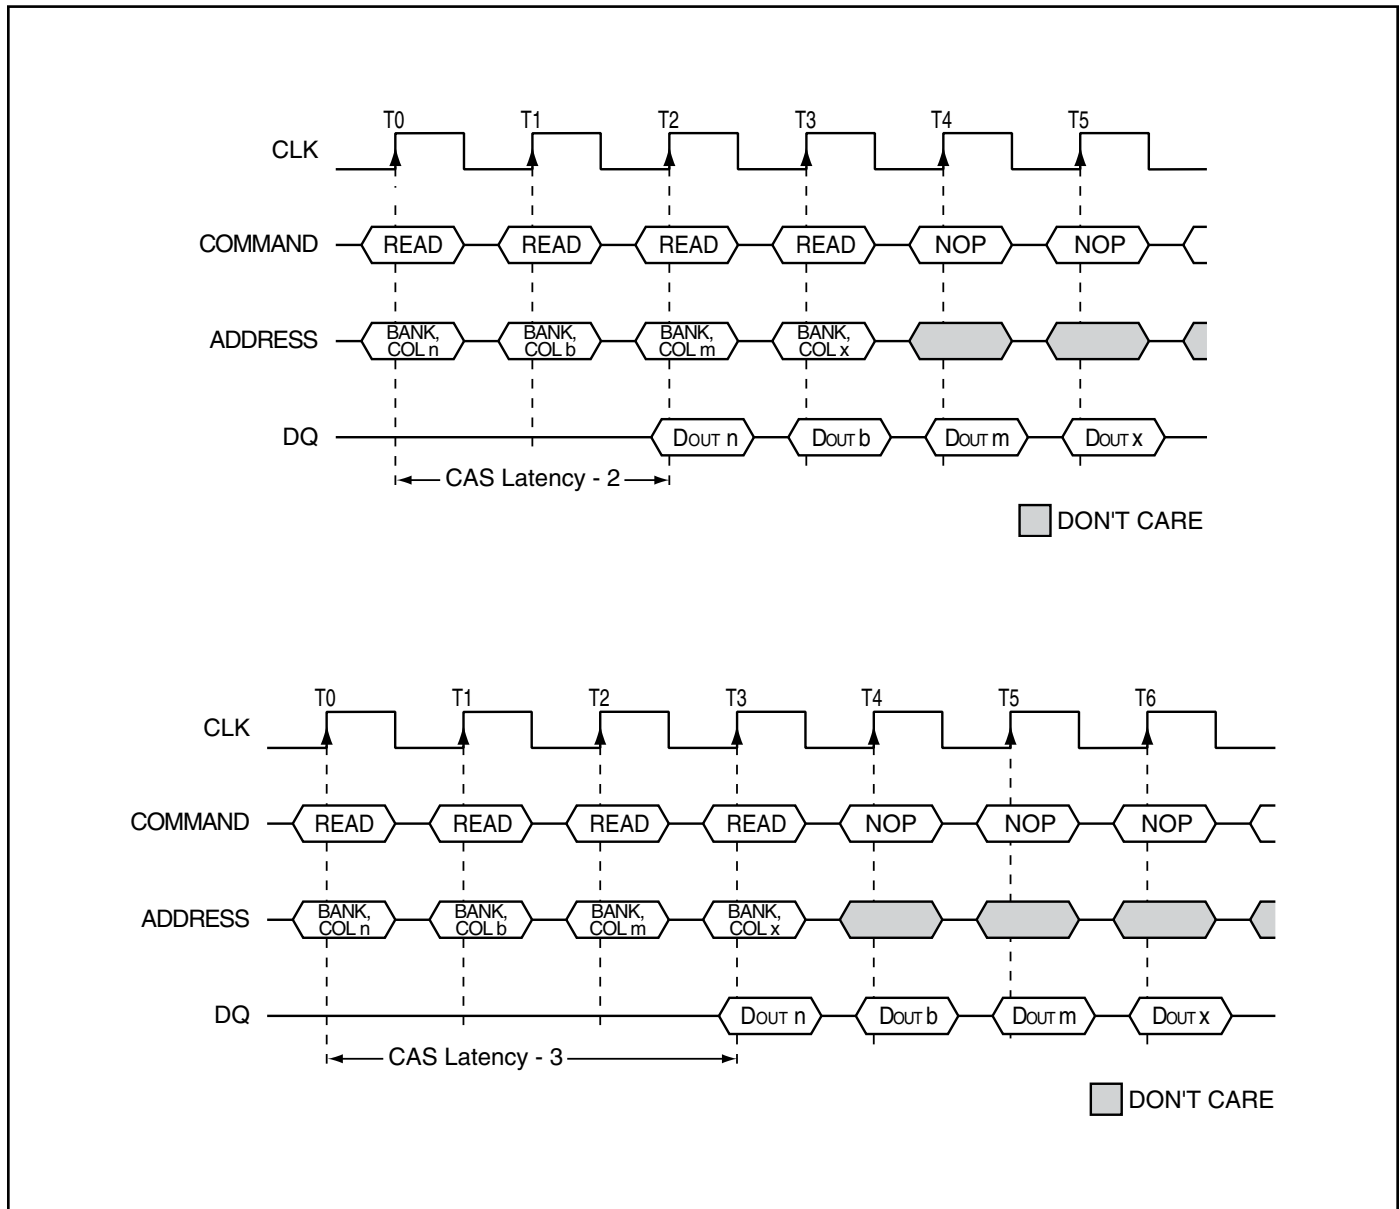 T0 T1 T2 T3 T4 T5
CLK
COMMAND READ READ READ READ NOP NOP
ADDRESS BANK, COL n BANK, COL b BANK, COL m BANK, COL x
DQ DOUT n DOUT b DOUT m DOUT x
CAS Latency - 2
DON'T CARE
T0 T1 T2 T3 T4 T5 T6
CLK
COMMAND READ READ READ READ NOP NOP NOP
ADDRESS BANK, COL n BANK, COL b BANK, COL m BANK, COL x
DQ DOUT n DOUT b DOUT m DOUT x
CAS Latency - 3
DON'T CARE